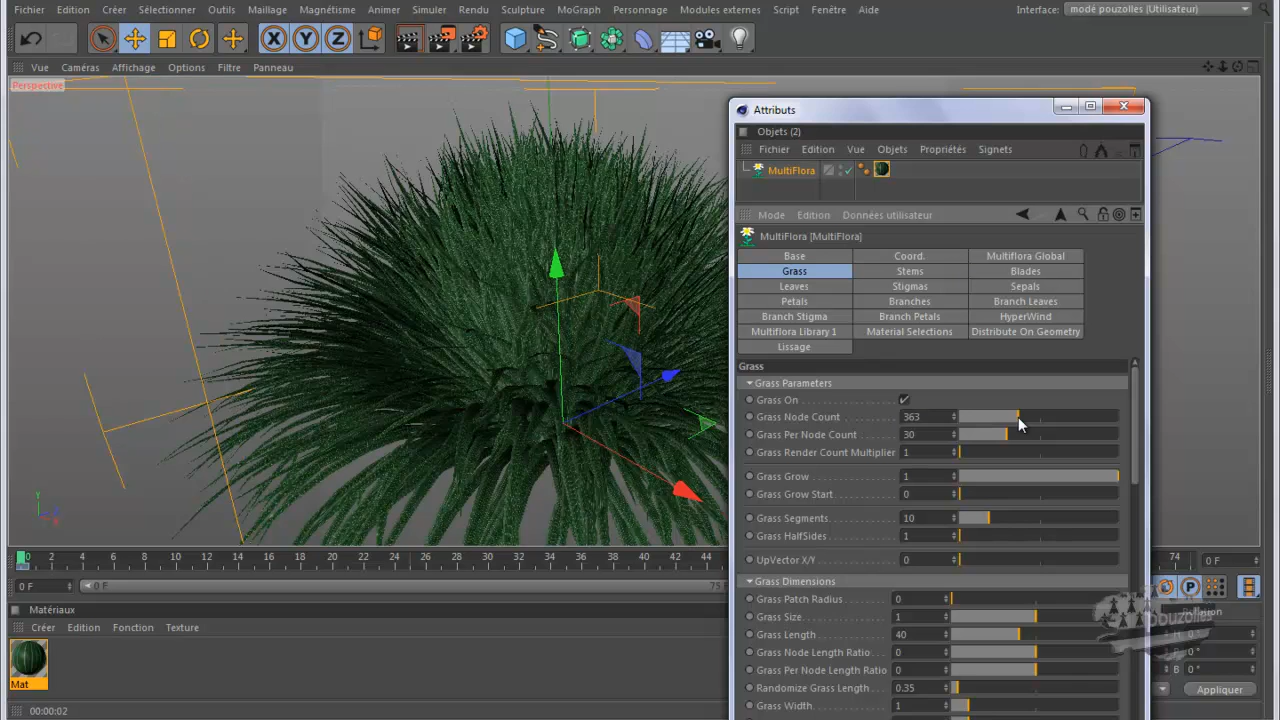 Fichier Edition Créer Sélectionner Outils Maillage Magnétisme Animer Simuler Rendu Sculpture MoGraph Personnage Modules externes Script Fenêtre Aide Interface: modé pouzolles (Utilisateur)
X Y Z
Vue Caméras Affichage Options Filtre Panneau
Perspective
Attributs
Objets (2)
Fichier Edition Vue Objets Propriétés Signets
MultiFlora
Mode Edition Données utilisateur
MultiFlora [MultiFlora]
Base Coord. Multiflora Global
Grass Stems Blades
Leaves Stigmas Sepals
Petals Branches Branch Leaves
Branch Stigma Branch Petals HyperWind
Multiflora Library 1 Material Selections Distribute On Geometry
Lissage
Grass
Grass Parameters
Grass On
Grass Node Count 363
Grass Per Node Count 30
Grass Render Count Multiplier 1
Grass Grow 1
Grass Grow Start 0
Grass Segments 10
Grass HalfSides 1
UpVector X/Y 0
Grass Dimensions
Grass Patch Radius 0
Grass Size 1
Grass Length 40
Grass Node Length Ratio 0
Grass Per Node Length Ratio 0
Randomize Grass Length 0.35
Grass Width 1
Y
0 2 4 6 8 10 12 14 16 18 20 22 24 26 28 30 32 34 36 38 40 42 44 74 0 F
0 F 0 F 75 F
P
Matériaux
Créer Edition Fonction Texture
Mat
pouzolles
H 0 °
P 0 °
B 0 °
Appliquer
00:00:02